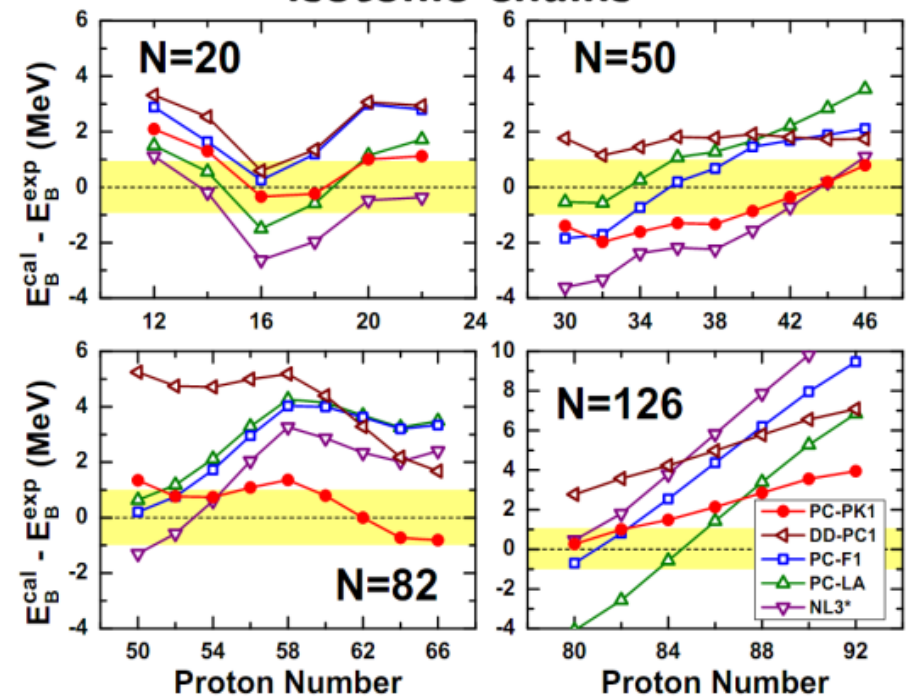 6
4
2
0
-2
-4
E_B^cal - E_B^exp (MeV)
N=20
12
16
20
24
N=50
30
34
38
42
46
6
4
2
0
-2
-4
E_B^cal - E_B^exp (MeV)
N=82
50
54
58
62
66
Proton Number
10
8
6
4
2
0
-2
-4
N=126
PC-PK1
DD-PC1
PC-F1
PC-LA
NL3*
80
84
88
92
Proton Number